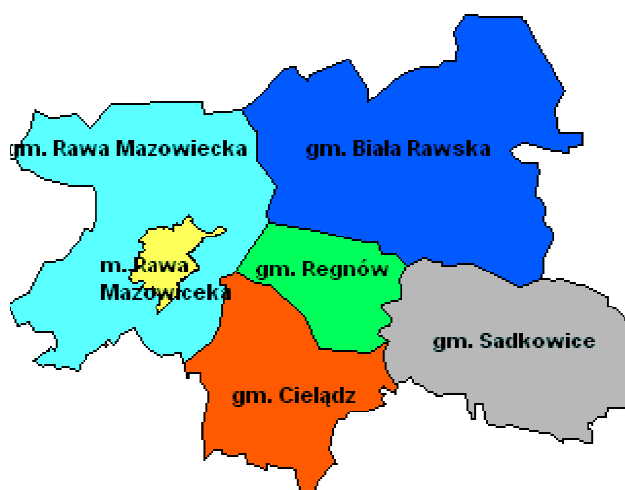 gm. Rawa Mazowiecka
gm. Biała Rawska
m. Rawa
Mazowiceka
gm. Regnów
gm. Sadkowice
gm. Cielądz